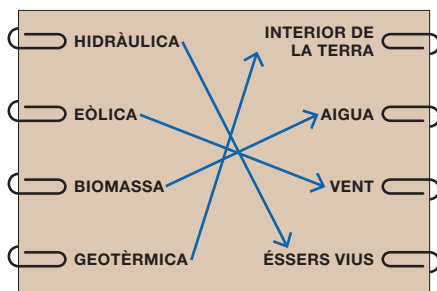 HIDRÀULICA
INTERIOR DE
LA TERRA
EÒLICA
AIGUA
BIOMASSA
VENT
GEOTÈRMICA
ÉSSERS VIUS